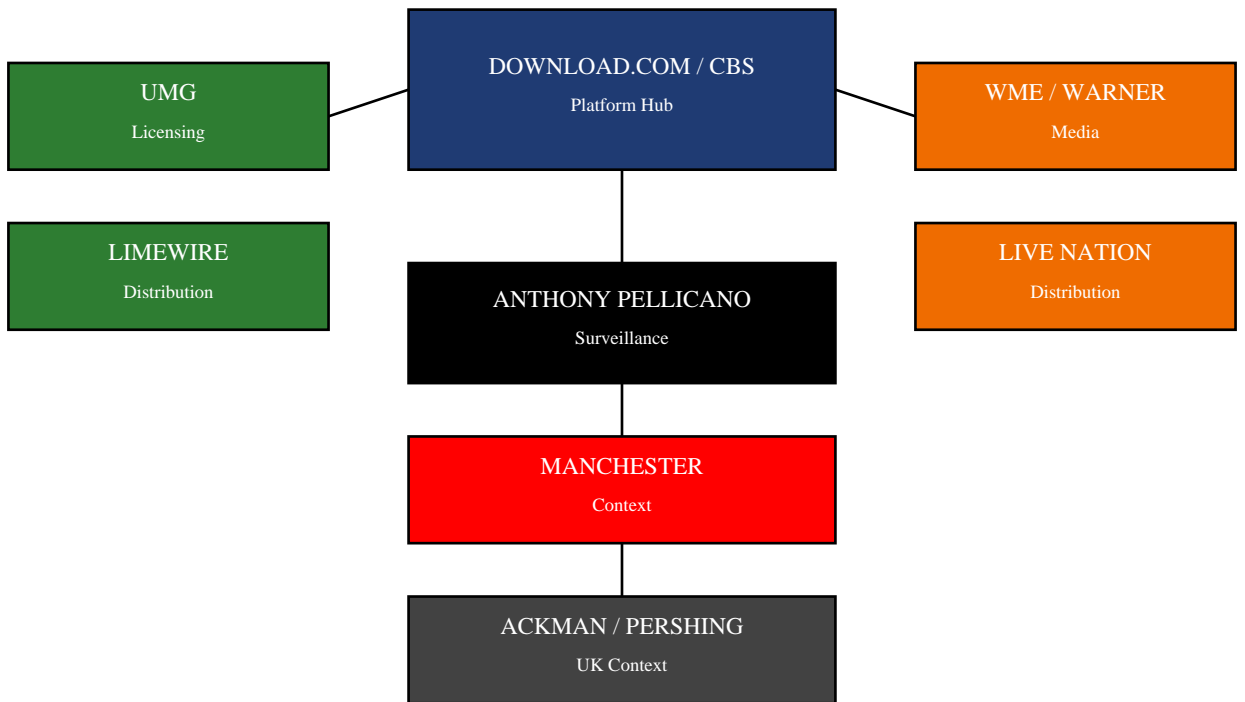 DOWNLOAD.COM / CBS
Platform Hub
UMG
Licensing
WME / WARNER
Media
LIMEWIRE
Distribution
LIVE NATION
Distribution
ANTHONY PELLICANO
Surveillance
MANCHESTER
Context
ACKMAN / PERSHING
UK Context